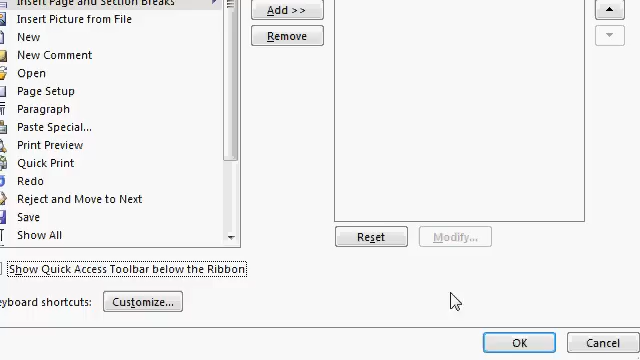 Insert Page and Section Breaks
Insert Picture from File
New
New Comment
Open
Page Setup
Paragraph
Paste Special...
Print Preview
Quick Print
Redo
Reject and Move to Next
Save
Show All
Add >>
Remove
Reset
Modify...
Show Quick Access Toolbar below the Ribbon
eyboard shortcuts:
Customize...
OK
Cancel